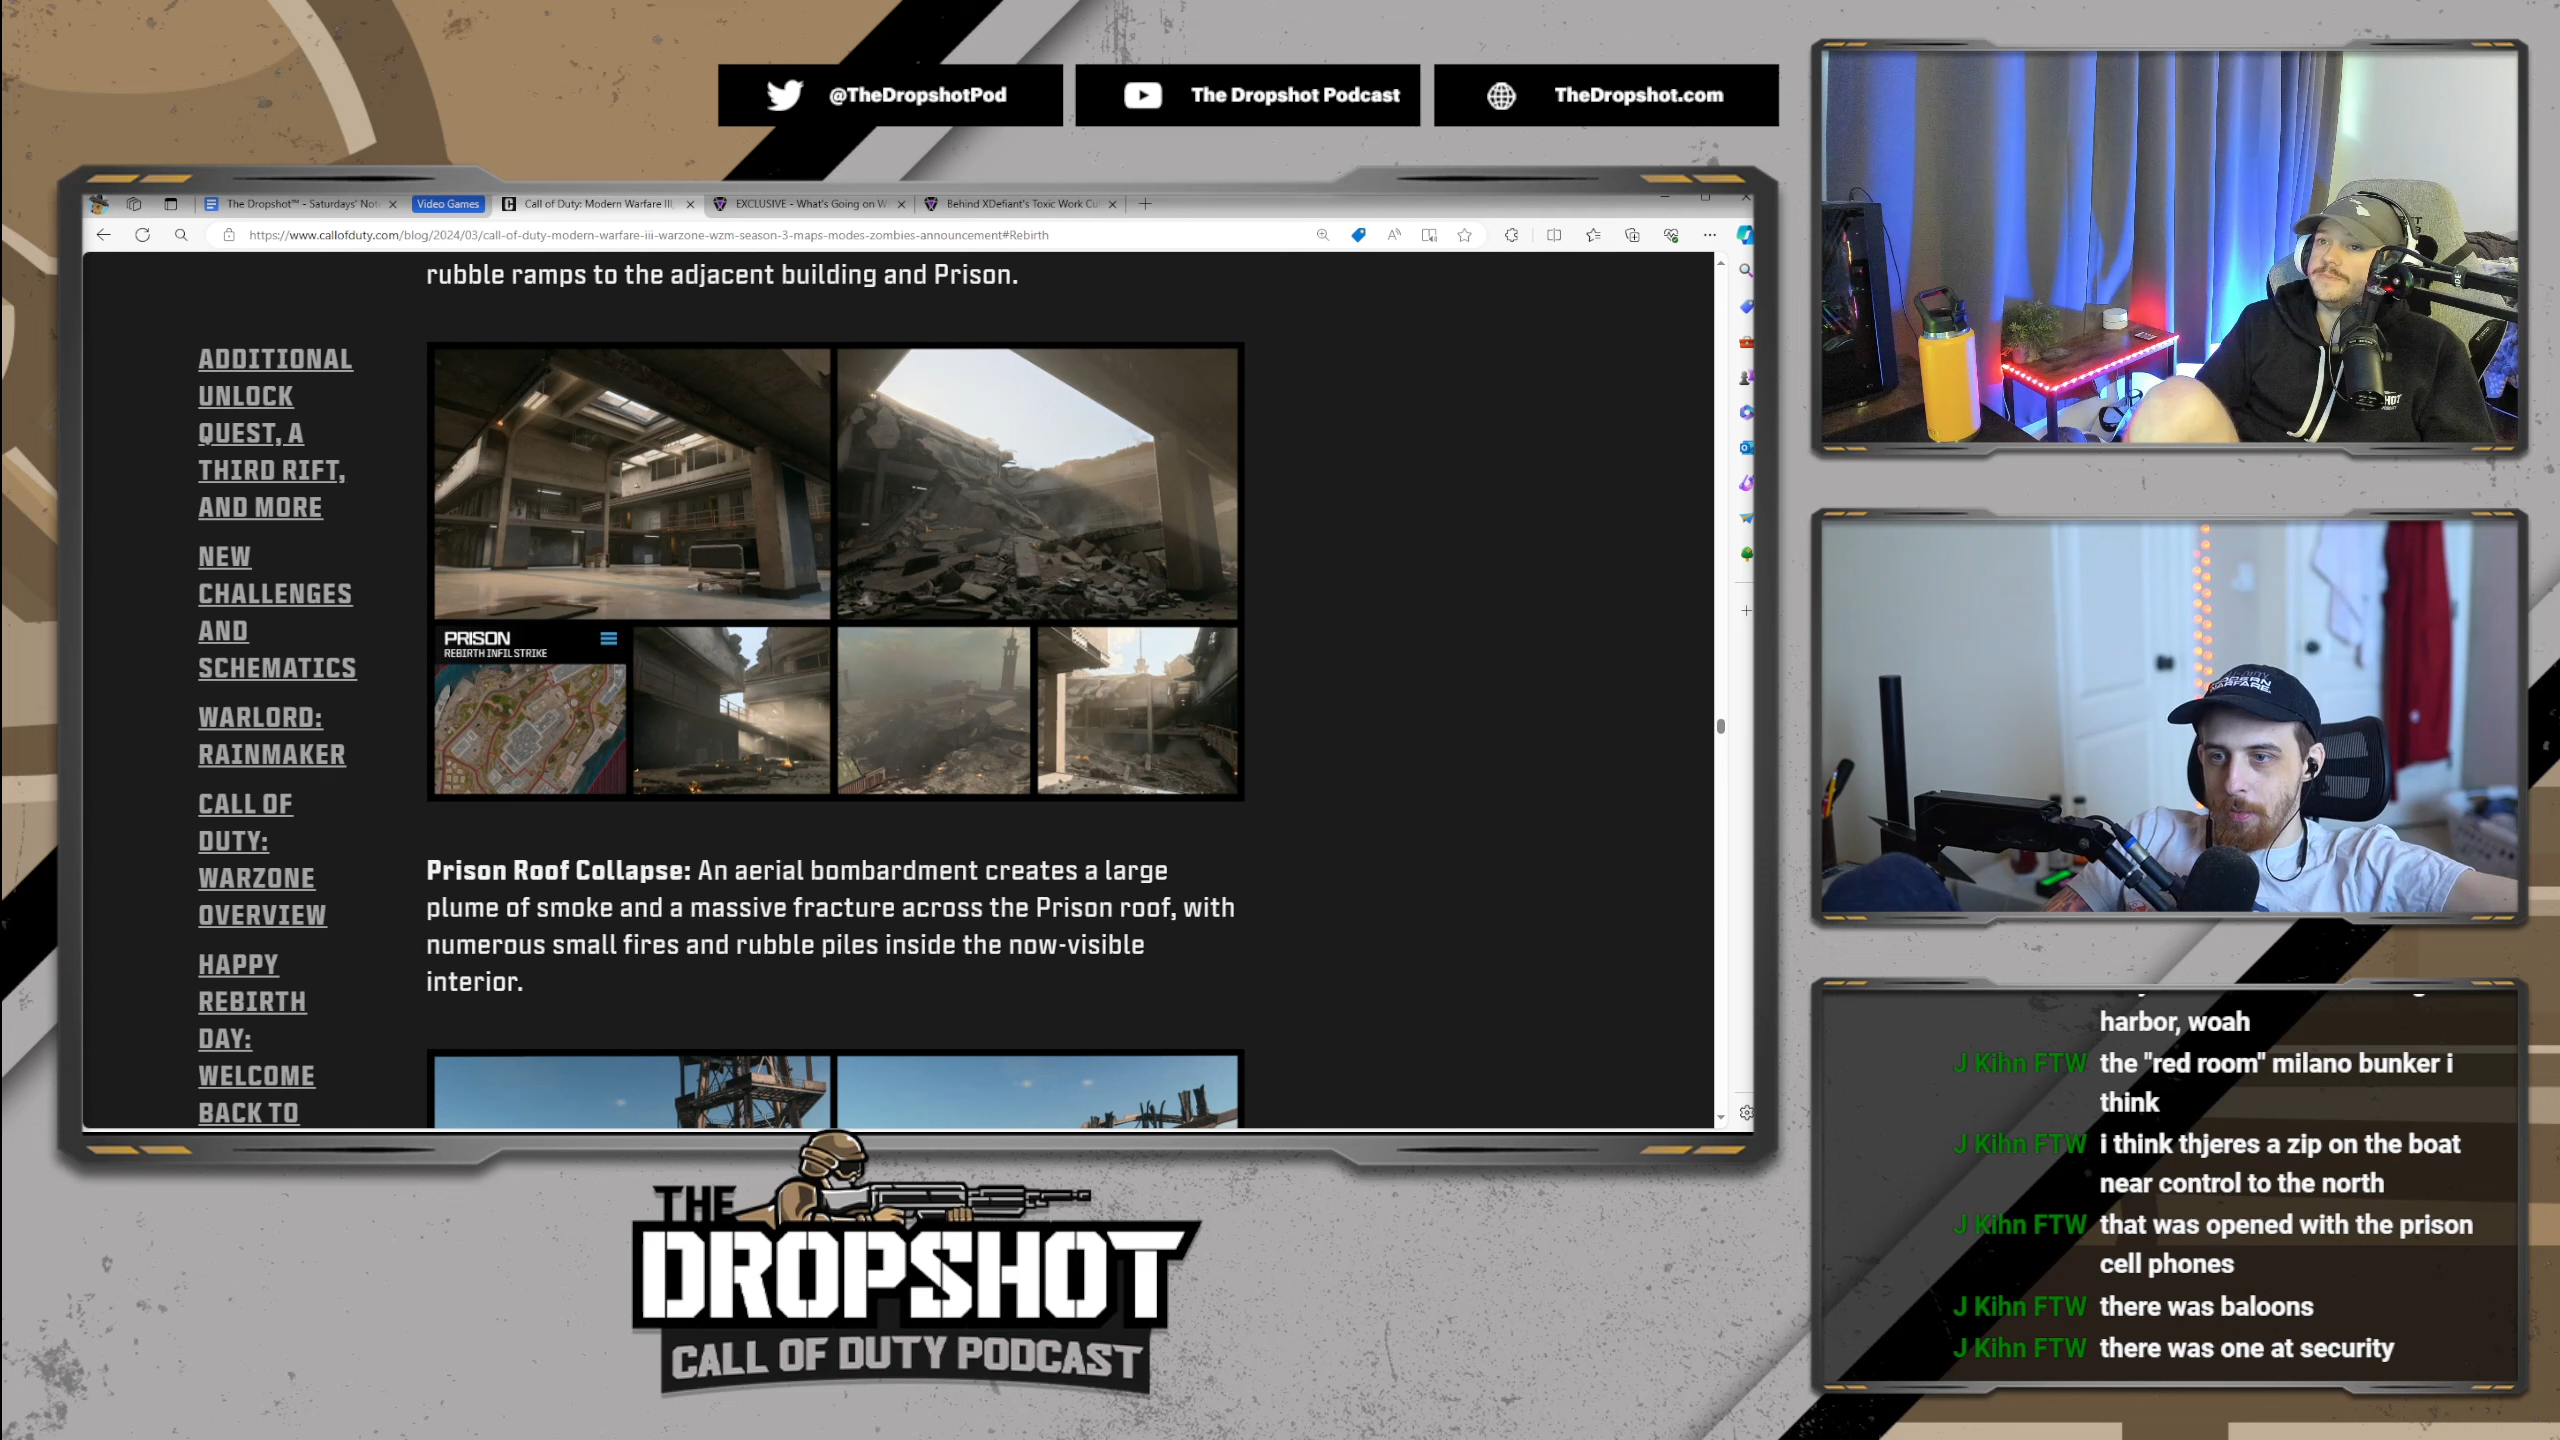 @TheDropshotPod
The Dropshot Podcast
TheDropshot.com
The Dropshot™ - Saturdays' Not
Video Games
Call of Duty: Modern Warfare III,
EXCLUSIVE - What's Going on W
Behind XDefiant's Toxic Work Cu
https://www.callofduty.com/blog/2024/03/call-of-duty-modern-warfare-iii-warzone-wzm-season-3-maps-modes-zombies-announcement#Rebirth
rubble ramps to the adjacent building and Prison.
ADDITIONAL
UNLOCK
QUEST, A
THIRD RIFT,
AND MORE
NEW
CHALLENGES
AND
SCHEMATICS
WARLORD:
RAINMAKER
CALL OF
DUTY:
WARZONE
OVERVIEW
HAPPY
REBIRTH
DAY:
WELCOME
BACK TO
PRISON
REBIRTH INFIL STRIKE
Prison Roof Collapse: An aerial bombardment creates a large
plume of smoke and a massive fracture across the Prison roof, with
numerous small fires and rubble piles inside the now-visible
interior.
MODERN
WARFARE
harbor, woah
J Kihn FTW the "red room" milano bunker i
think
J Kihn FTW i think thjeres a zip on the boat
near control to the north
J Kihn FTW that was opened with the prison
cell phones
J Kihn FTW there was baloons
J Kihn FTW there was one at security
THE
DROPSHOT
CALL OF DUTY PODCAST